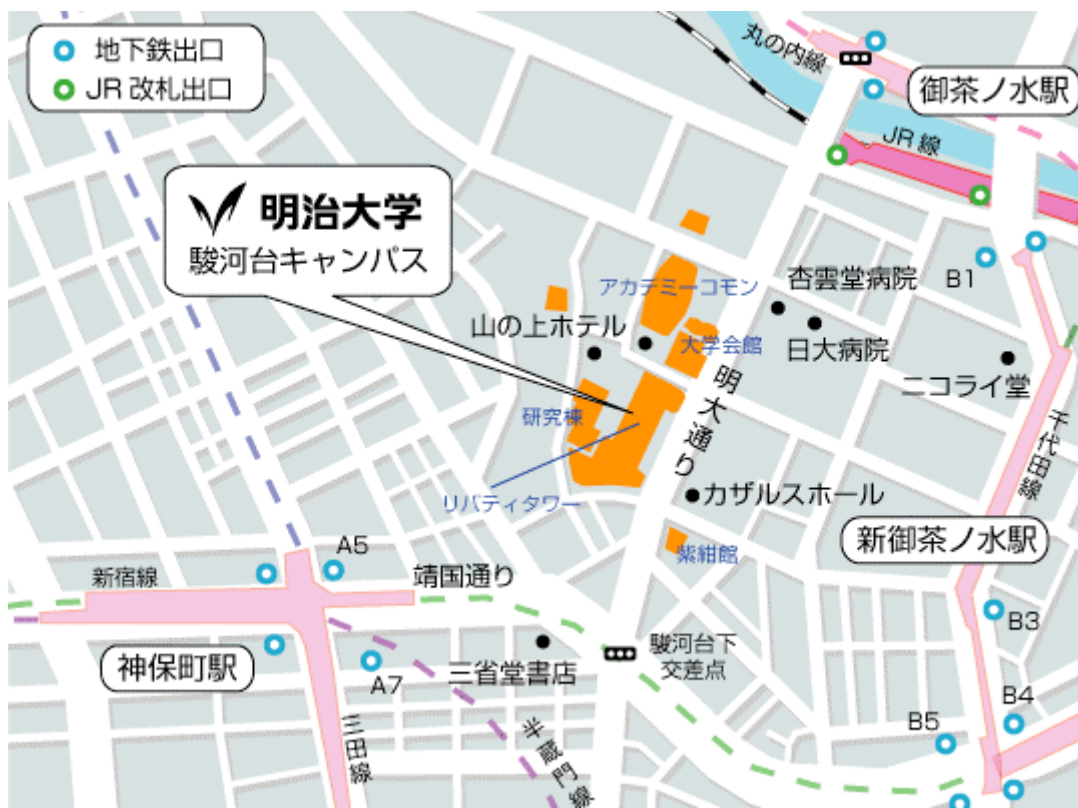 地下鉄出口
JR改札出口
丸の内線
御茶ノ水駅
JR線
明治大学
駿河台キャンパス
アカデミーコモン
杏雲堂病院
B1
山の上ホテル
大学会館
日大病院
ニコライ堂
明大通り
研究棟
千代田線
リバティタワー
カザルスホール
新御茶ノ水駅
紫紺館
A5
新宿線
靖国通り
B3
神保町駅
A7
三省堂書店
駿河台下
交差点
B4
B5
三田線
半蔵門線